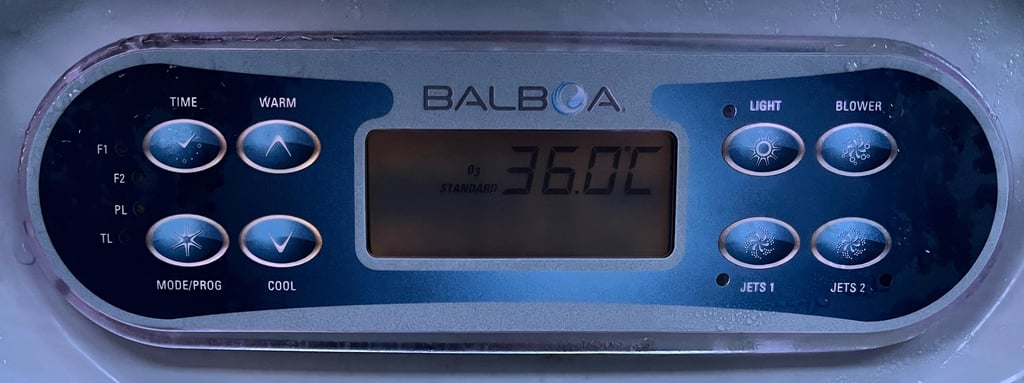 BALBOA
TIME
WARM
F1
F2
PL
TL
MODE/PROG
COOL
O3
STANDARD
36.0°C
LIGHT
BLOWER
JETS 1
JETS 2